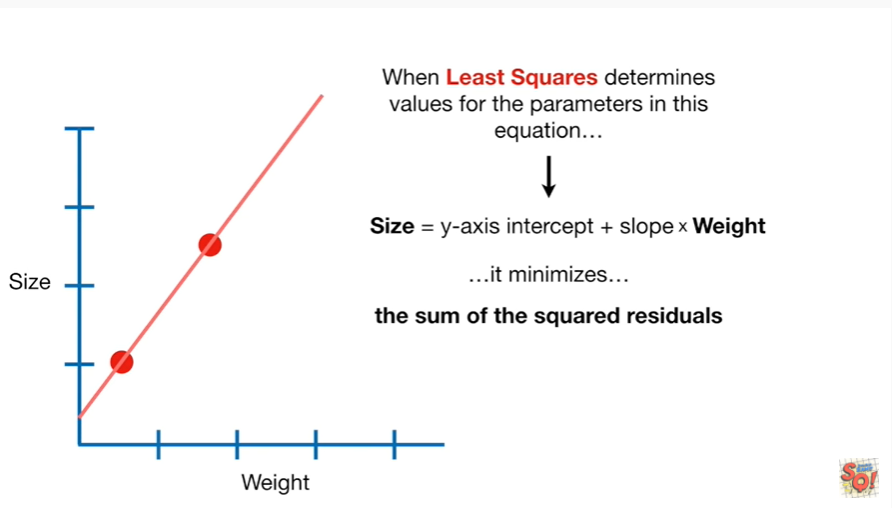 When Least Squares determines
values for the parameters in this
equation…
Size = y-axis intercept + slope x Weight
…it minimizes…
the sum of the squared residuals
Size
Weight
SQ!